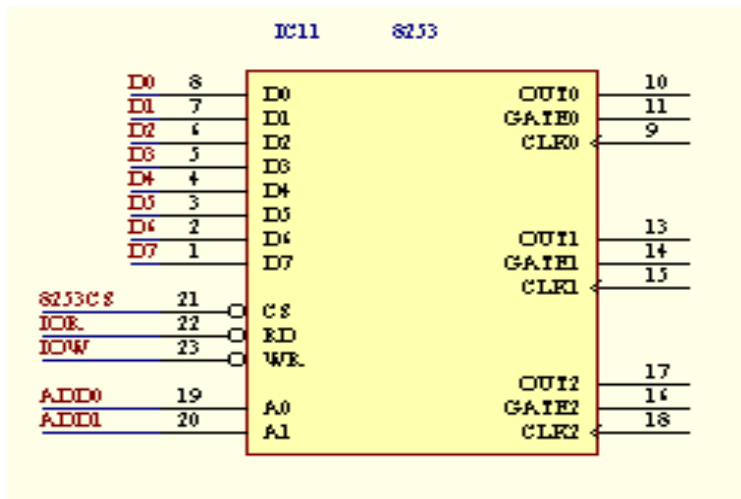 IC11 8253
D0 8 D0 OUT0 10
D1 7 D1 GATE0 11
D2 6 D2 CLK0 9
D3 5 D3
D4 4 D4
D5 3 D5
D6 2 D6 OUT1 13
D7 1 D7 GATE1 14
CLK1 15
8253CS 21 CS
IOR 22 RD
IOW 23 WR
OUT2 17
ADD0 19 A0 GATE2 16
ADD1 20 A1 CLK2 18